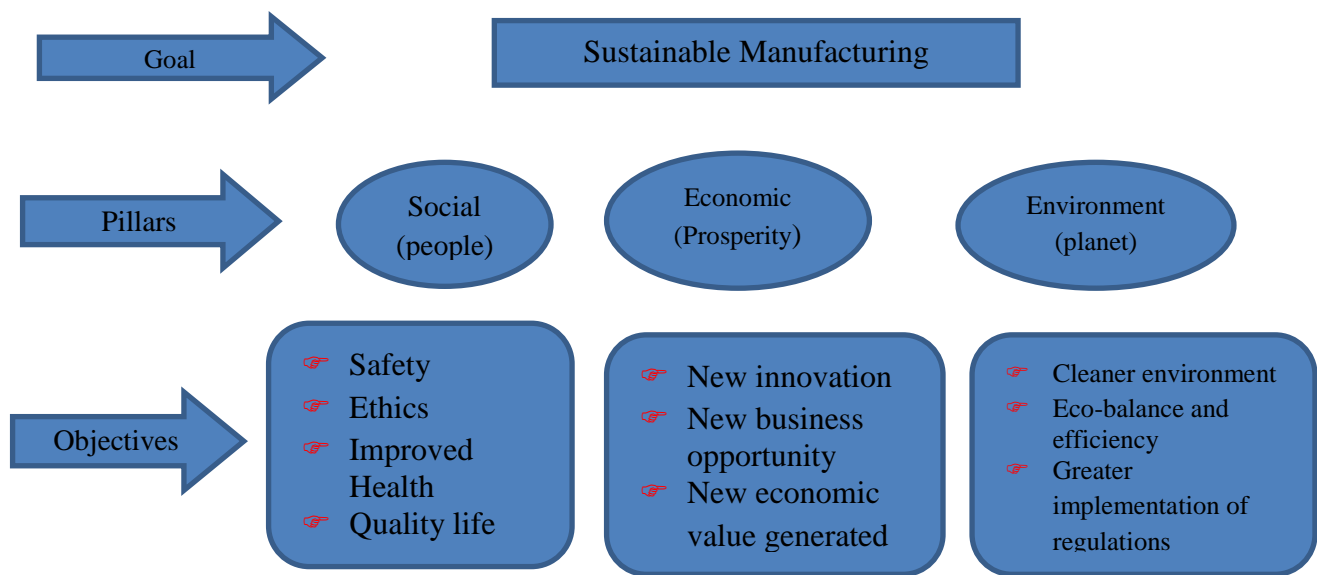 Goal
Sustainable Manufacturing
Pillars
Social
(people)
Economic
(Prosperity)
Environment
(planet)
Objectives
Safety
Ethics
Improved
Health
Quality life
New innovation
New business
opportunity
New economic
value generated
Cleaner environment
Eco-balance and
efficiency
Greater
implementation of
regulations